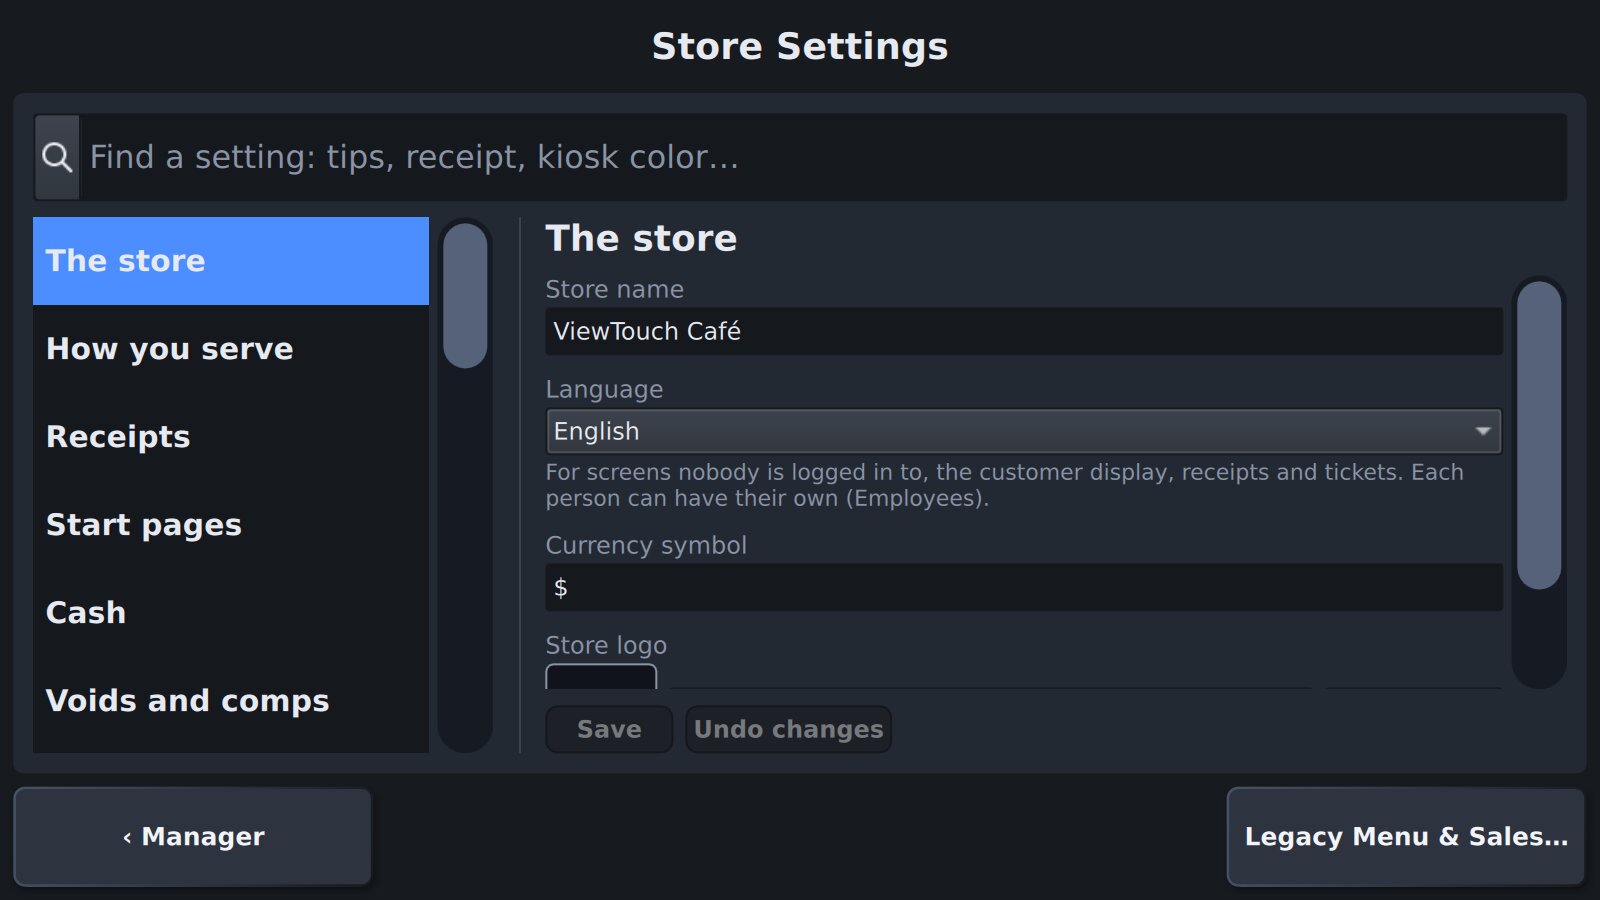 Store Settings
Find a setting: tips, receipt, kiosk color...
The store
How you serve
Receipts
Start pages
Cash
Voids and comps
The store
Store name
ViewTouch Café
Language
English
For screens nobody is logged in to, the customer display, receipts and tickets. Each
person can have their own (Employees).
Currency symbol
$
Store logo
Save
Undo changes
‹ Manager
Legacy Menu & Sales...